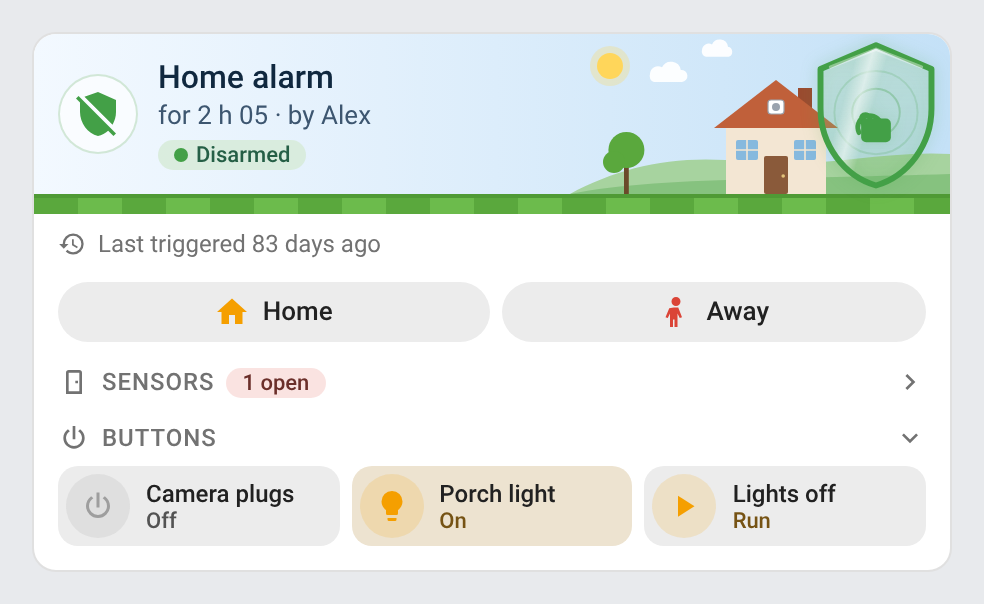 Home alarm
for 2 h 05 · by Alex
Disarmed
Last triggered 83 days ago
Home
Away
SENSORS 1 open
BUTTONS
Camera plugs
Off
Porch light
On
Lights off
Run